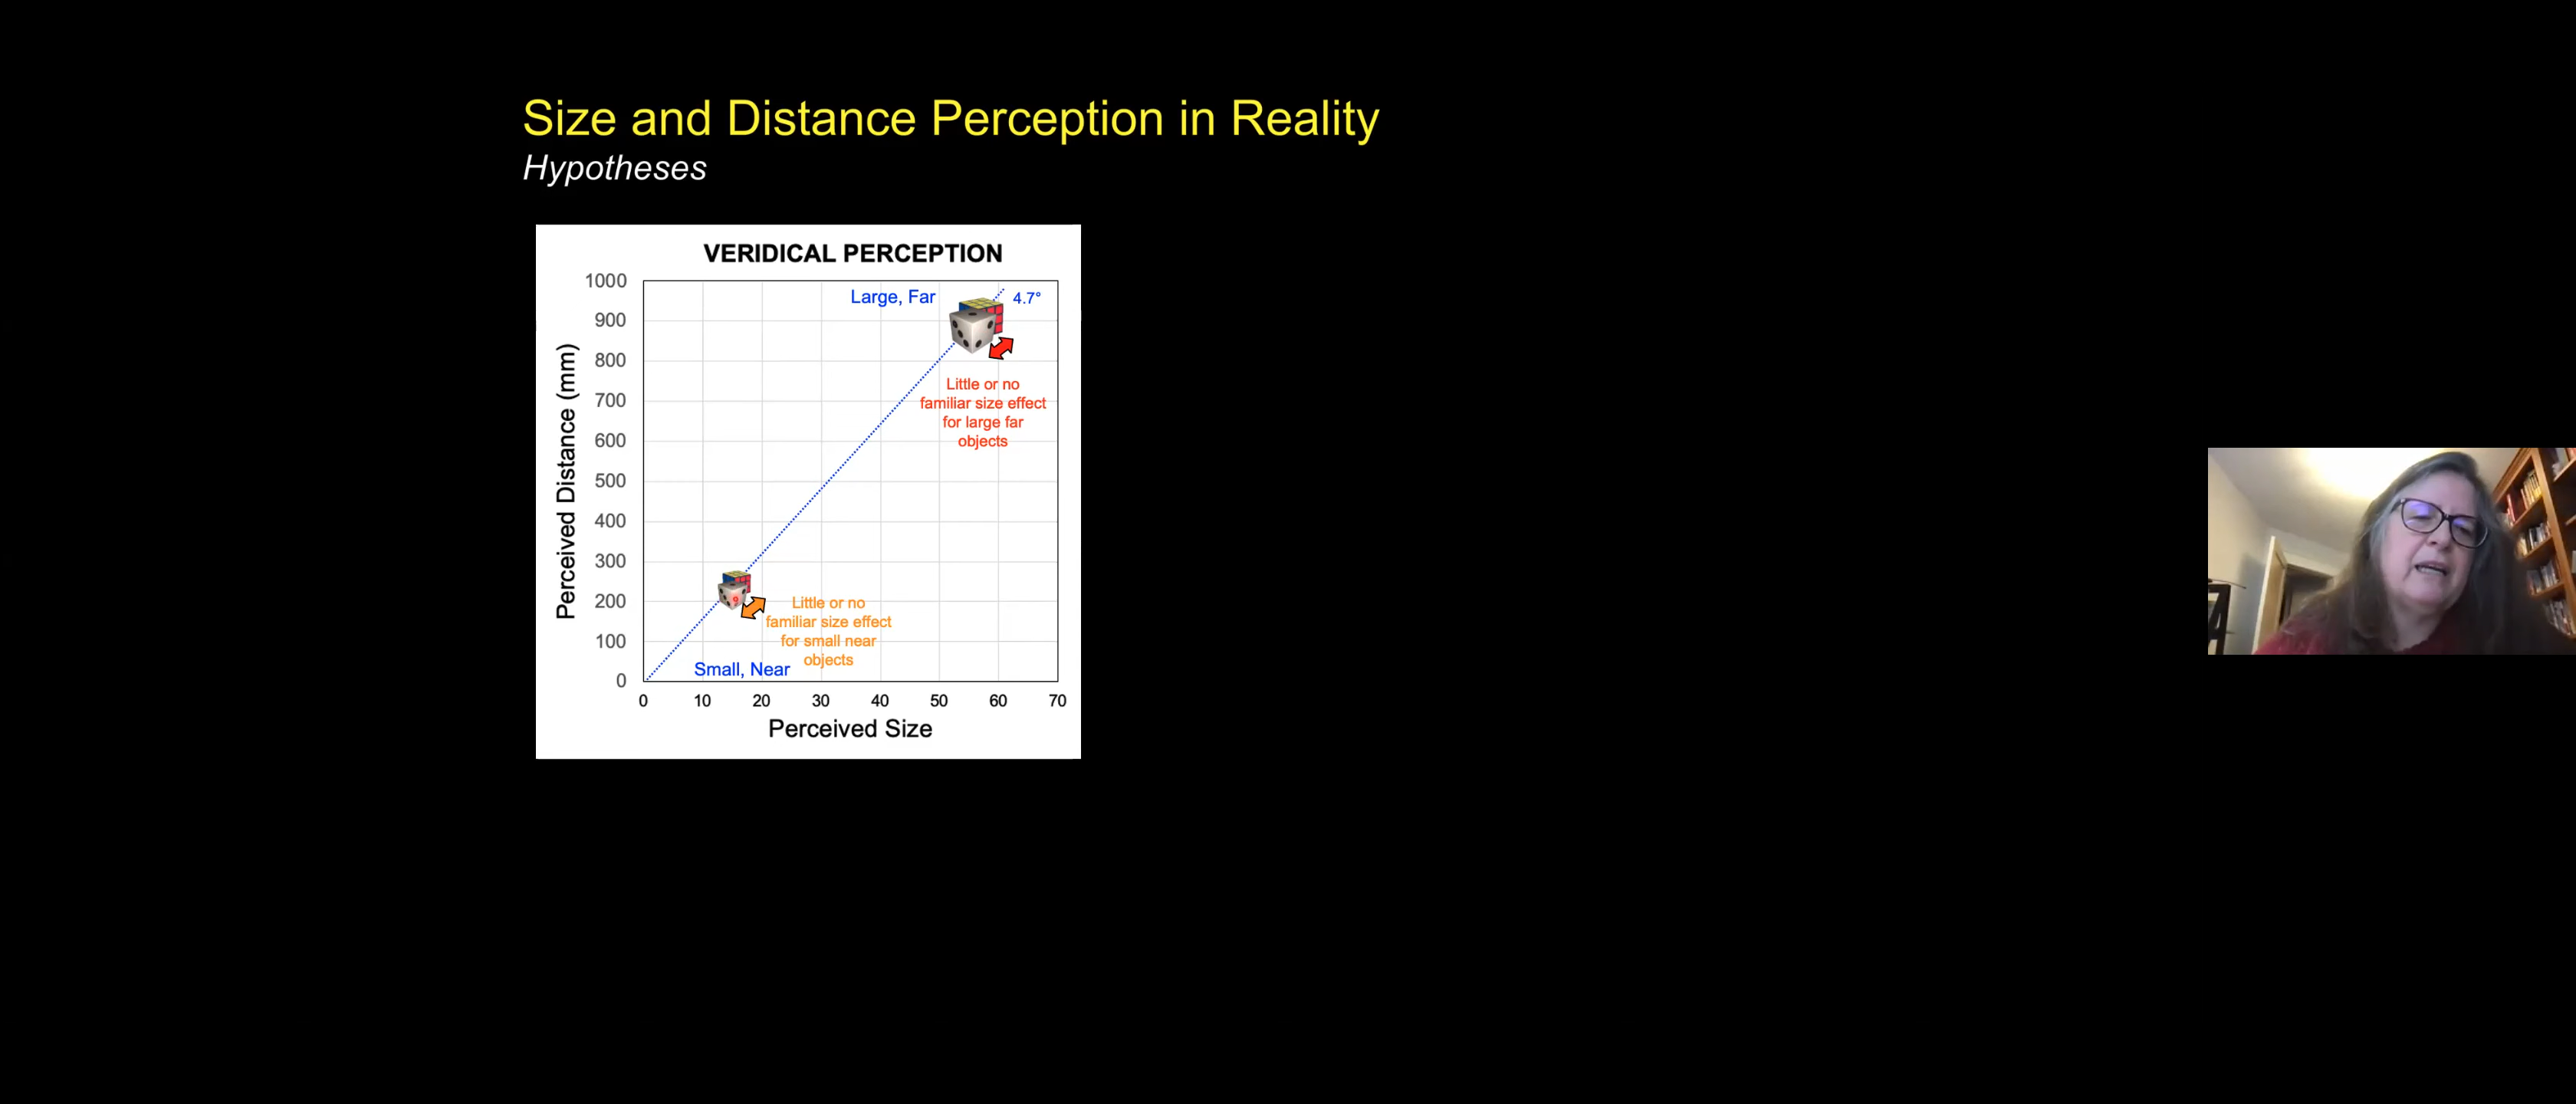 Size and Distance Perception in Reality
Hypotheses
VERIDICAL PERCEPTION
1000
900
800
700
600
500
400
300
200
100
0
Perceived Distance (mm)
Large, Far
4.7°
Little or no
familiar size effect
for large far
objects
Little or no
familiar size effect
for small near
objects
Small, Near
0 10 20 30 40 50 60 70
Perceived Size